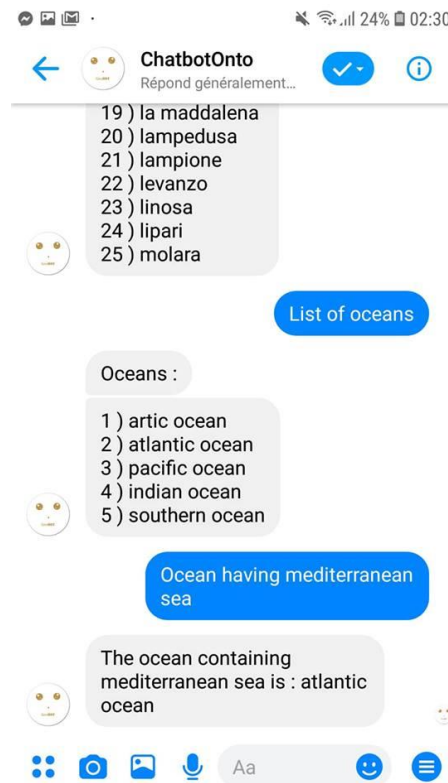 24% 02:30
ChatbotOnto
Répond généralement...
19 ) la maddalena
20 ) lampedusa
21 ) lampione
22 ) levanzo
23 ) linosa
24 ) lipari
25 ) molara
List of oceans
Oceans :
1 ) artic ocean
2 ) atlantic ocean
3 ) pacific ocean
4 ) indian ocean
5 ) southern ocean
Ocean having mediterranean
sea
The ocean containing
mediterranean sea is : atlantic
ocean
Aa